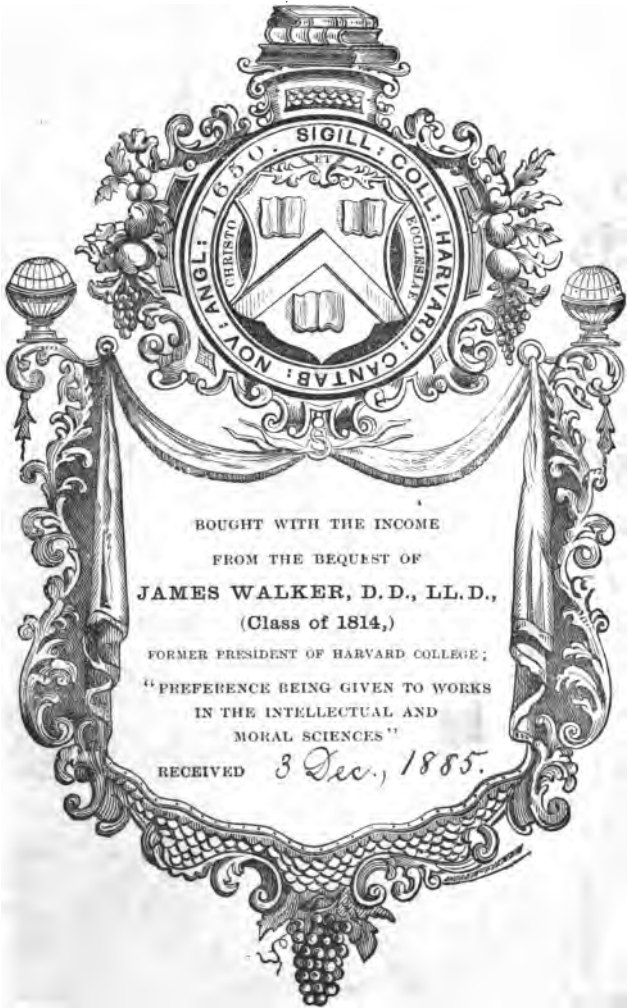 SIGILL: COLL: HARVARD: CANTAB: NOV: ANGL: 1650.
ET
CHRISTO
ECCLESIAE
S
BOUGHT WITH THE INCOME
FROM THE BEQUEST OF
JAMES WALKER, D.D., LL.D.,
(Class of 1814,)
FORMER PRESIDENT OF HARVARD COLLEGE;
"PREFERENCE BEING GIVEN TO WORKS
IN THE INTELLECTUAL AND
MORAL SCIENCES"
RECEIVED 3 Dec., 1885.